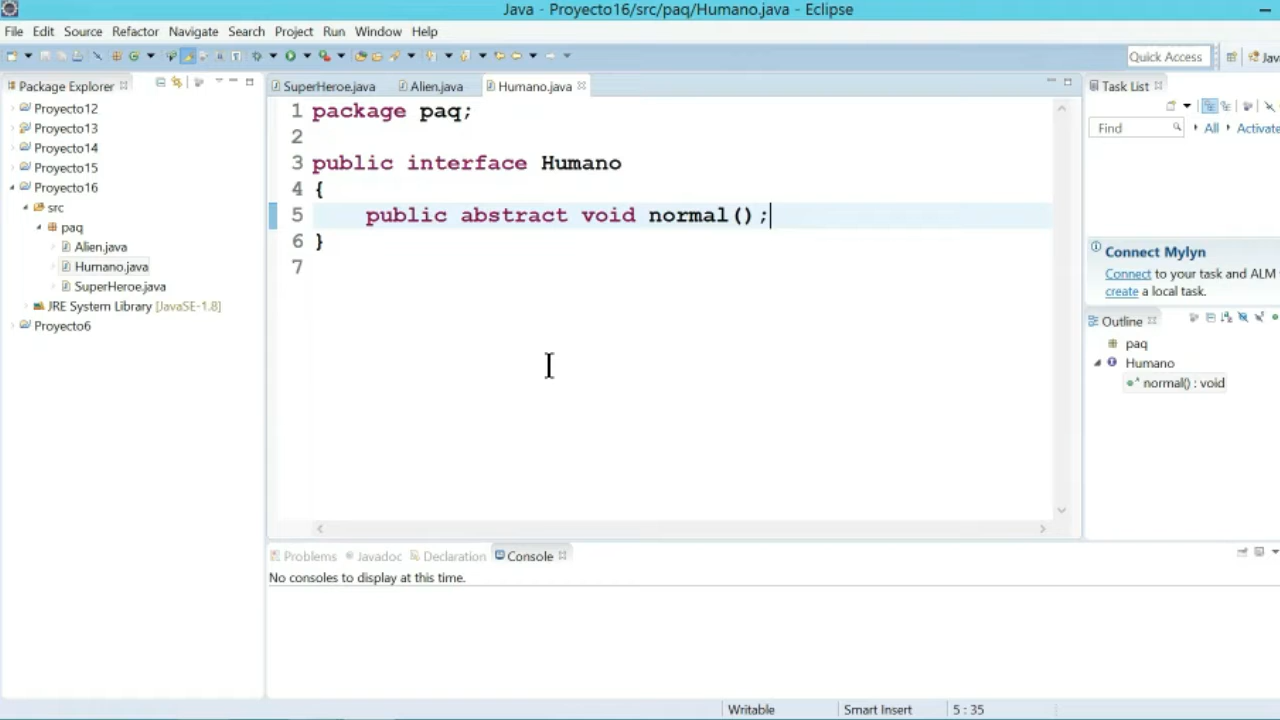 Java - Proyecto16/src/paq/Humano.java - Eclipse
File Edit Source Refactor Navigate Search Project Run Window Help
Quick Access
Package Explorer
Proyecto12
Proyecto13
Proyecto14
Proyecto15
Proyecto16
src
paq
Alien.java
Humano.java
SuperHeroe.java
JRE System Library [JavaSE-1.8]
Proyecto6
SuperHeroe.java Alien.java Humano.java
1 package paq;
2
3 public interface Humano
4 {
5 public abstract void normal();
6 }
7
Task List
Find All Activate
Connect Mylyn
Connect to your task and ALM
create a local task.
Outline
paq
Humano
normal() : void
Problems Javadoc Declaration Console
No consoles to display at this time.
Writable Smart Insert 5 : 35